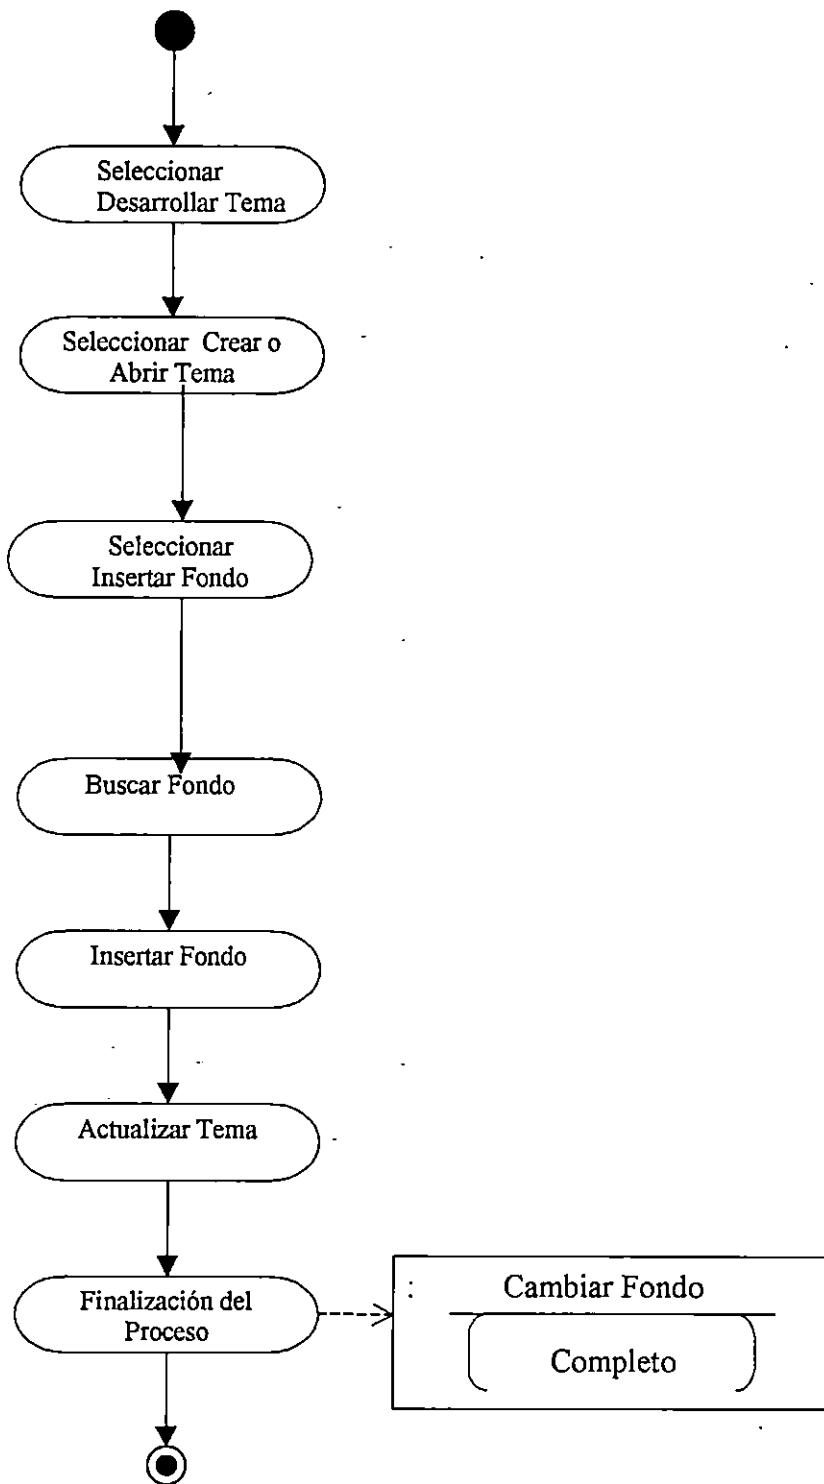 Seleccionar
Desarrollar Tema
Seleccionar Crear o
Abrir Tema
Seleccionar
Insertar Fondo
Buscar Fondo
Insertar Fondo
Actualizar Tema
Finalización del
Proceso
: Cambiar Fondo
Completo